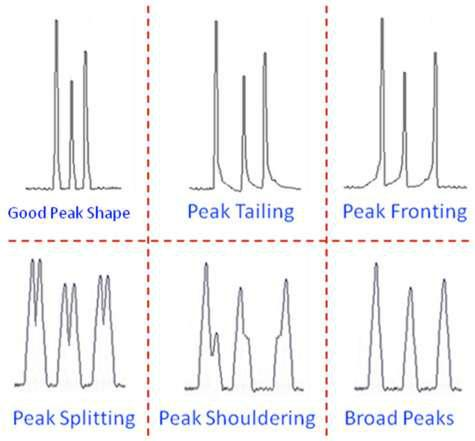 Good Peak Shape
Peak Tailing
Peak Fronting
Peak Splitting
Peak Shouldering
Broad Peaks